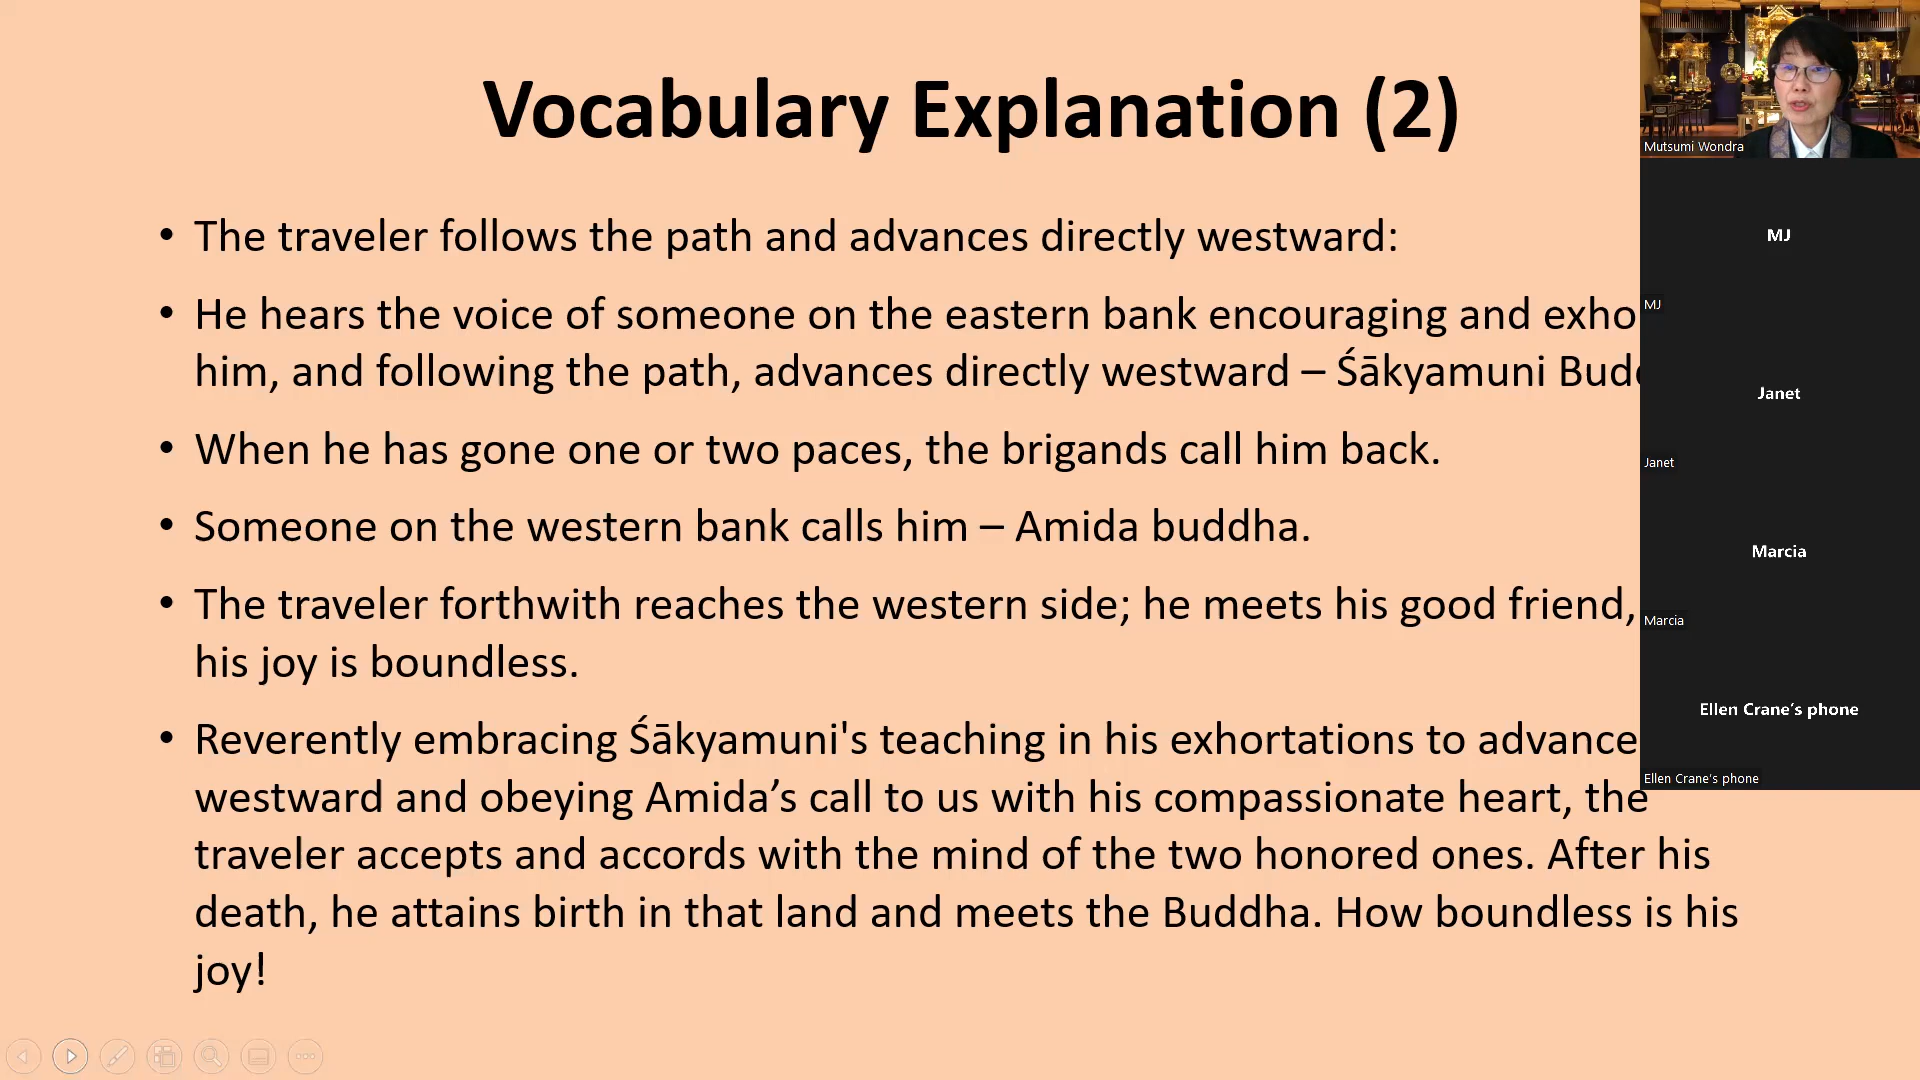 Vocabulary Explanation (2)
• The traveler follows the path and advances directly westward:
• He hears the voice of someone on the eastern bank encouraging and
him, and following the path, advances directly westward – Śākyamuni
• When he has gone one or two paces, the brigands call him back.
• Someone on the western bank calls him – Amida buddha.
• The traveler forthwith reaches the western side; he meets his good friend,
his joy is boundless.
• Reverently embracing Śākyamuni's teaching in his exhortations to advance
westward and obeying Amida’s call to us with his compassionate heart, the
traveler accepts and accords with the mind of the two honored ones. After his
death, he attains birth in that land and meets the Buddha. How boundless is his
joy!
Mutsumi Wondra
MJ
MJ
Janet
Janet
Marcia
Marcia
Ellen Crane's phone
Ellen Crane's phone